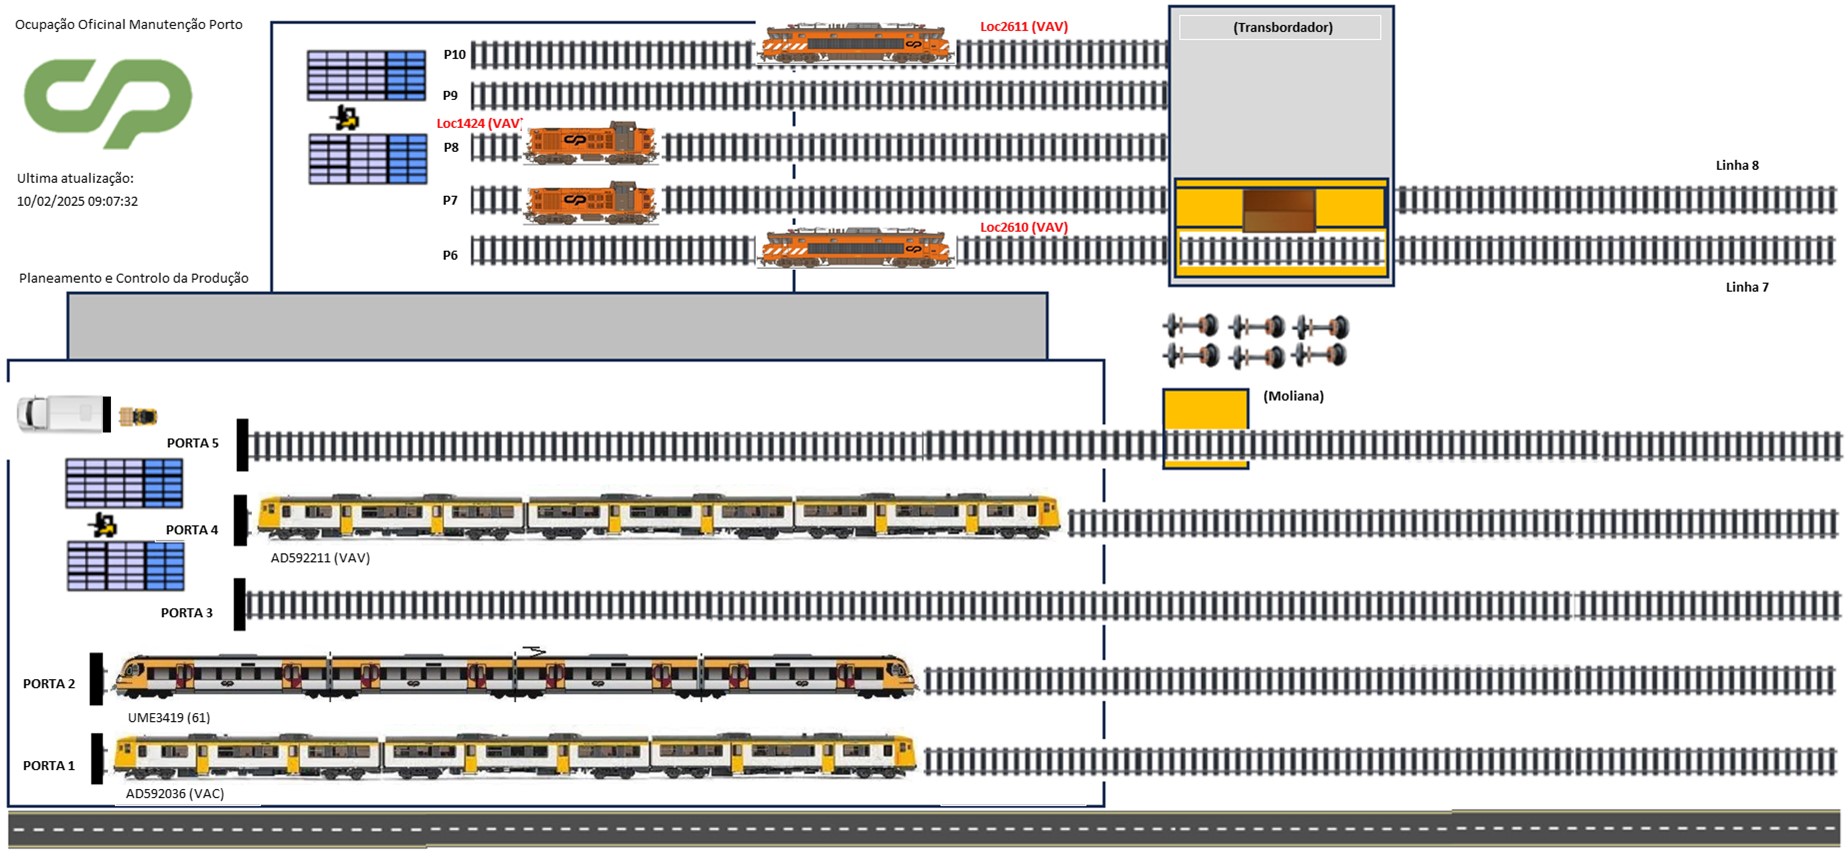 Ocupação Oficinal Manutenção Porto
CP
Ultima atualização:
10/02/2025 09:07:32
Planeamento e Controlo da Produção
Loc2611 (VAV)
(Transbordador)
P10
P9
Loc1424 (VAV)
P8
P7
Loc2610 (VAV)
P6
Linha 8
Linha 7
(Moliana)
PORTA 5
PORTA 4
AD592211 (VAV)
PORTA 3
PORTA 2
UME3419 (61)
PORTA 1
AD592036 (VAC)